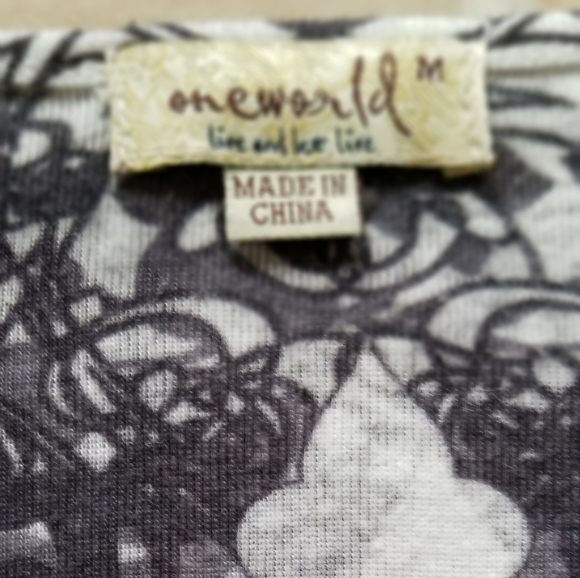 oneworld M
live and let live
MADE IN
CHINA